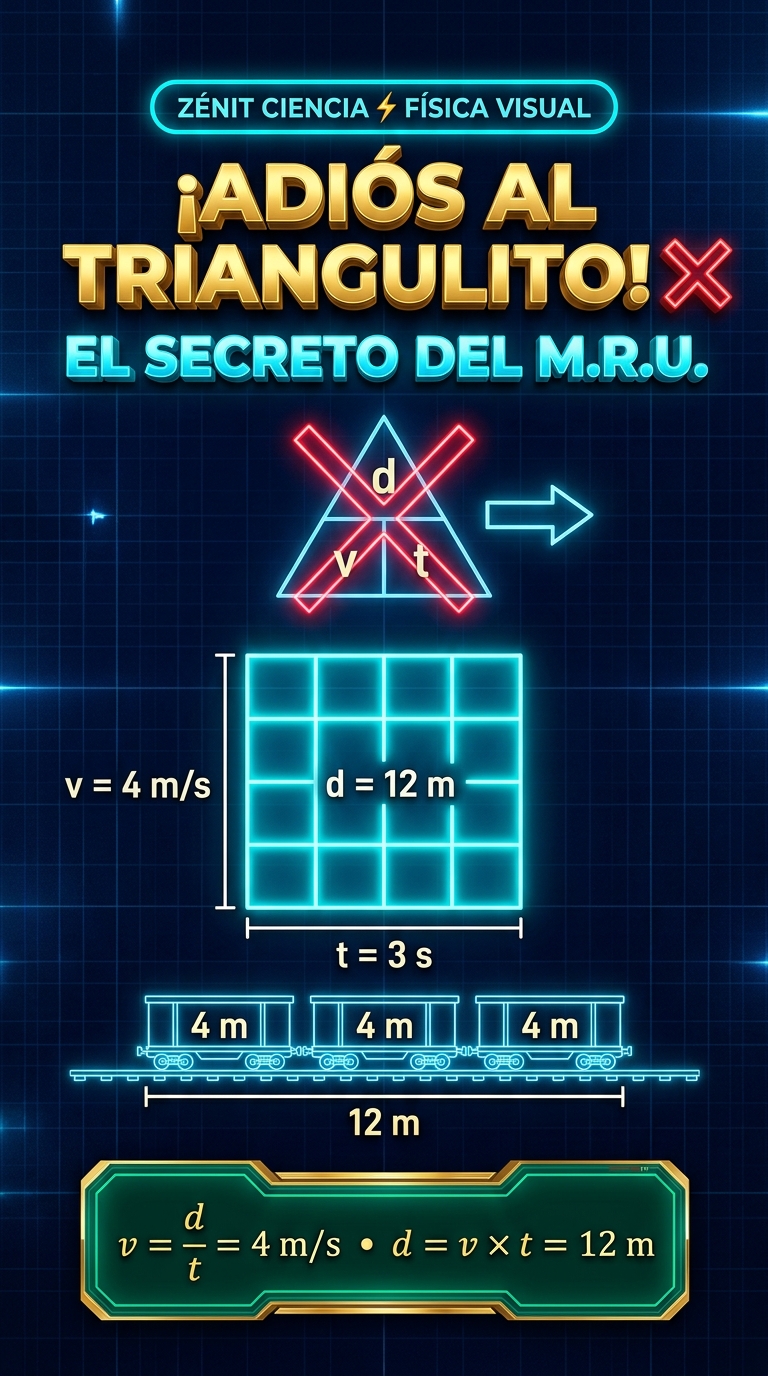 ZÉNIT CIENCIA⚡FÍSICA VISUAL
¡ADIÓS AL
TRIANGULITO!❌
EL SECRETO DEL M.R.U.
d
v t
v = 4 m/s
d = 12 m
t = 3 s
4 m 4 m 4 m
12 m
v = d/t = 4 m/s • d = v × t = 12 m